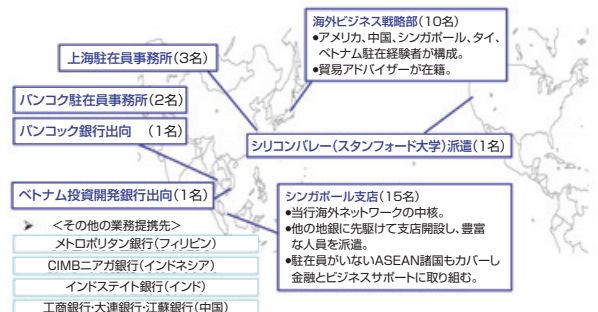 海外ビジネス戦略部(10名)
●アメリカ、中国、シンガポール、タイ、
ベトナム駐在経験者が構成。
●貿易アドバイザーが在籍。
上海駐在員事務所(3名)
バンコク駐在員事務所(2名)
バンコック銀行出向 (1名)
シリコンバレー(スタンフォード大学)派遣(1名)
ベトナム投資開発銀行出向(1名)
シンガポール支店(15名)
●当行海外ネットワークの中核。
●他の地銀に先駆けて支店開設し、豊富
な人員を派遣。
●駐在員がいないASEAN諸国もカバーし
金融とビジネスサポートに取り組む。
➢ <その他の業務提携先>
メトロポリタン銀行(フィリピン)
CIMBニアガ銀行(インドネシア)
インドステイト銀行(インド)
工商銀行・大連銀行・江蘇銀行(中国)